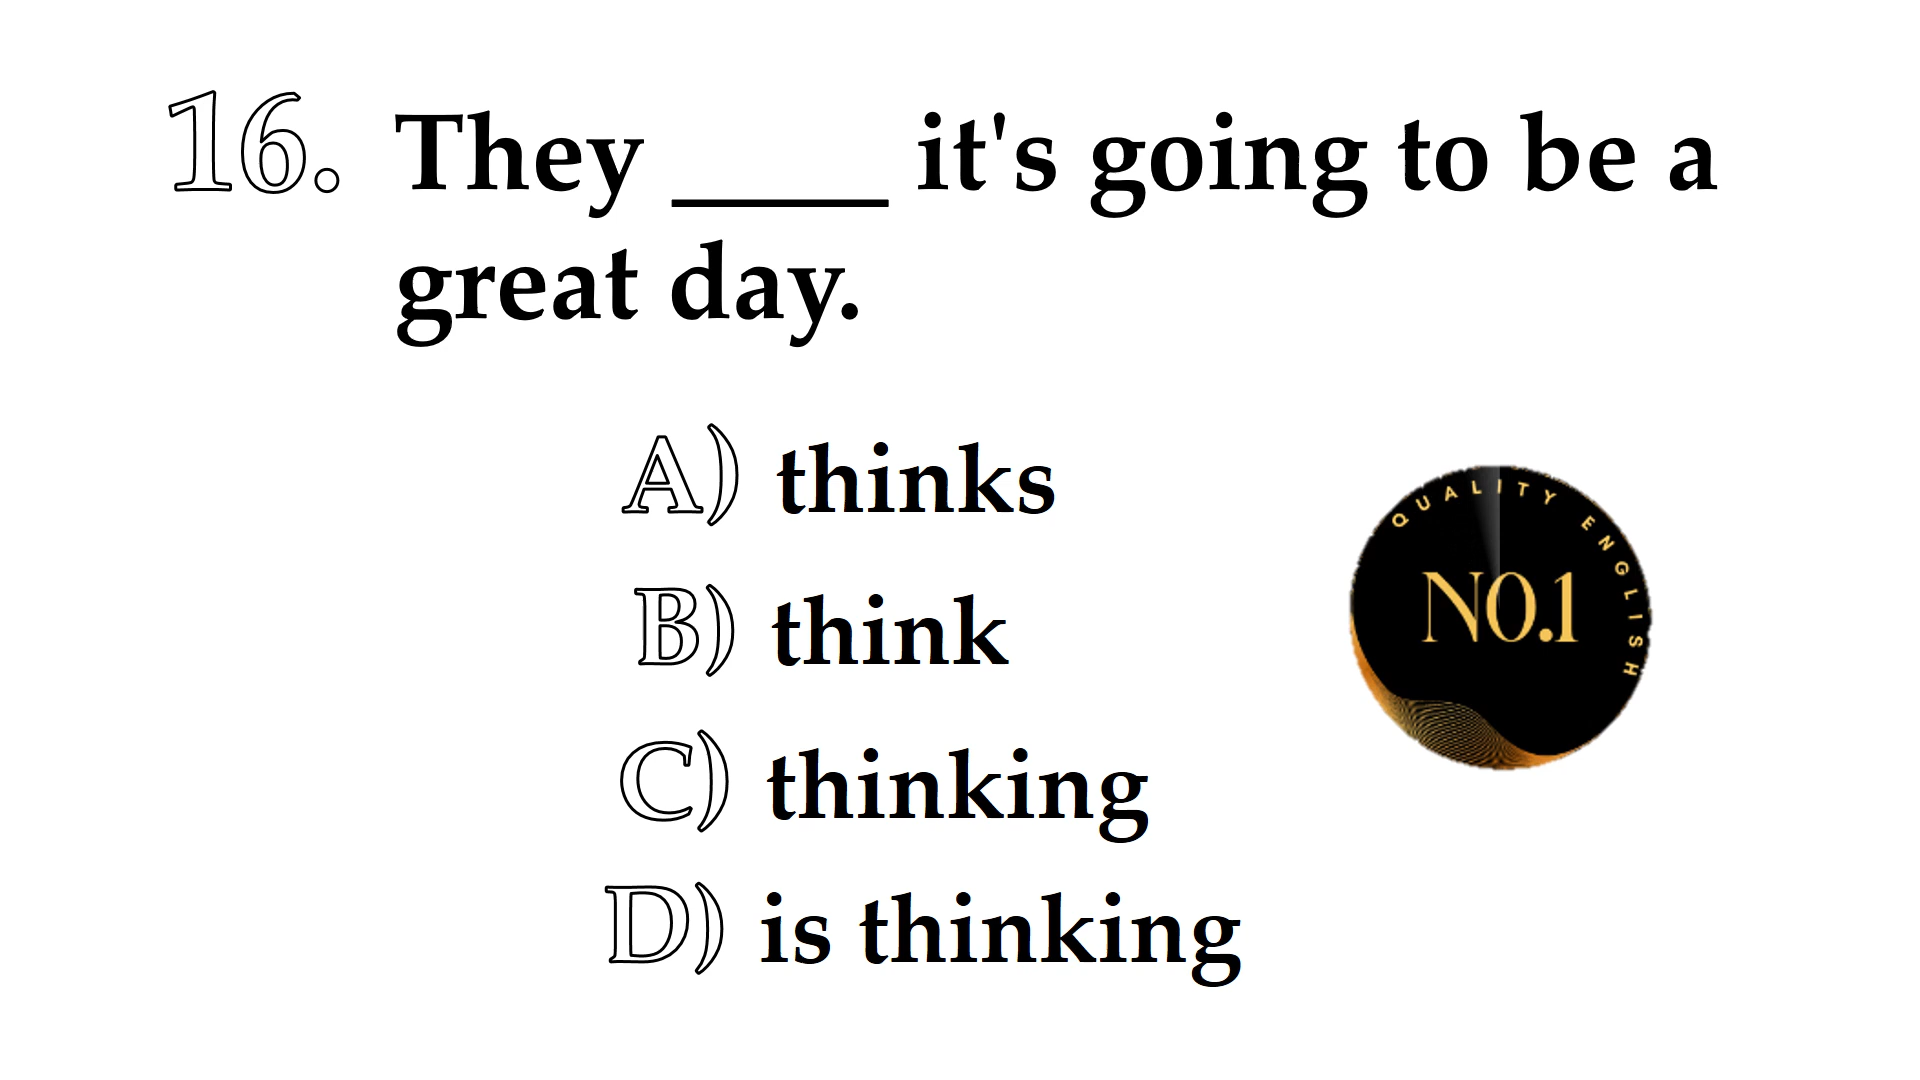 16. They ____ it's going to be a
great day.
A) thinks
B) think
C) thinking
D) is thinking
QUALITY ENGLISH
NO.1